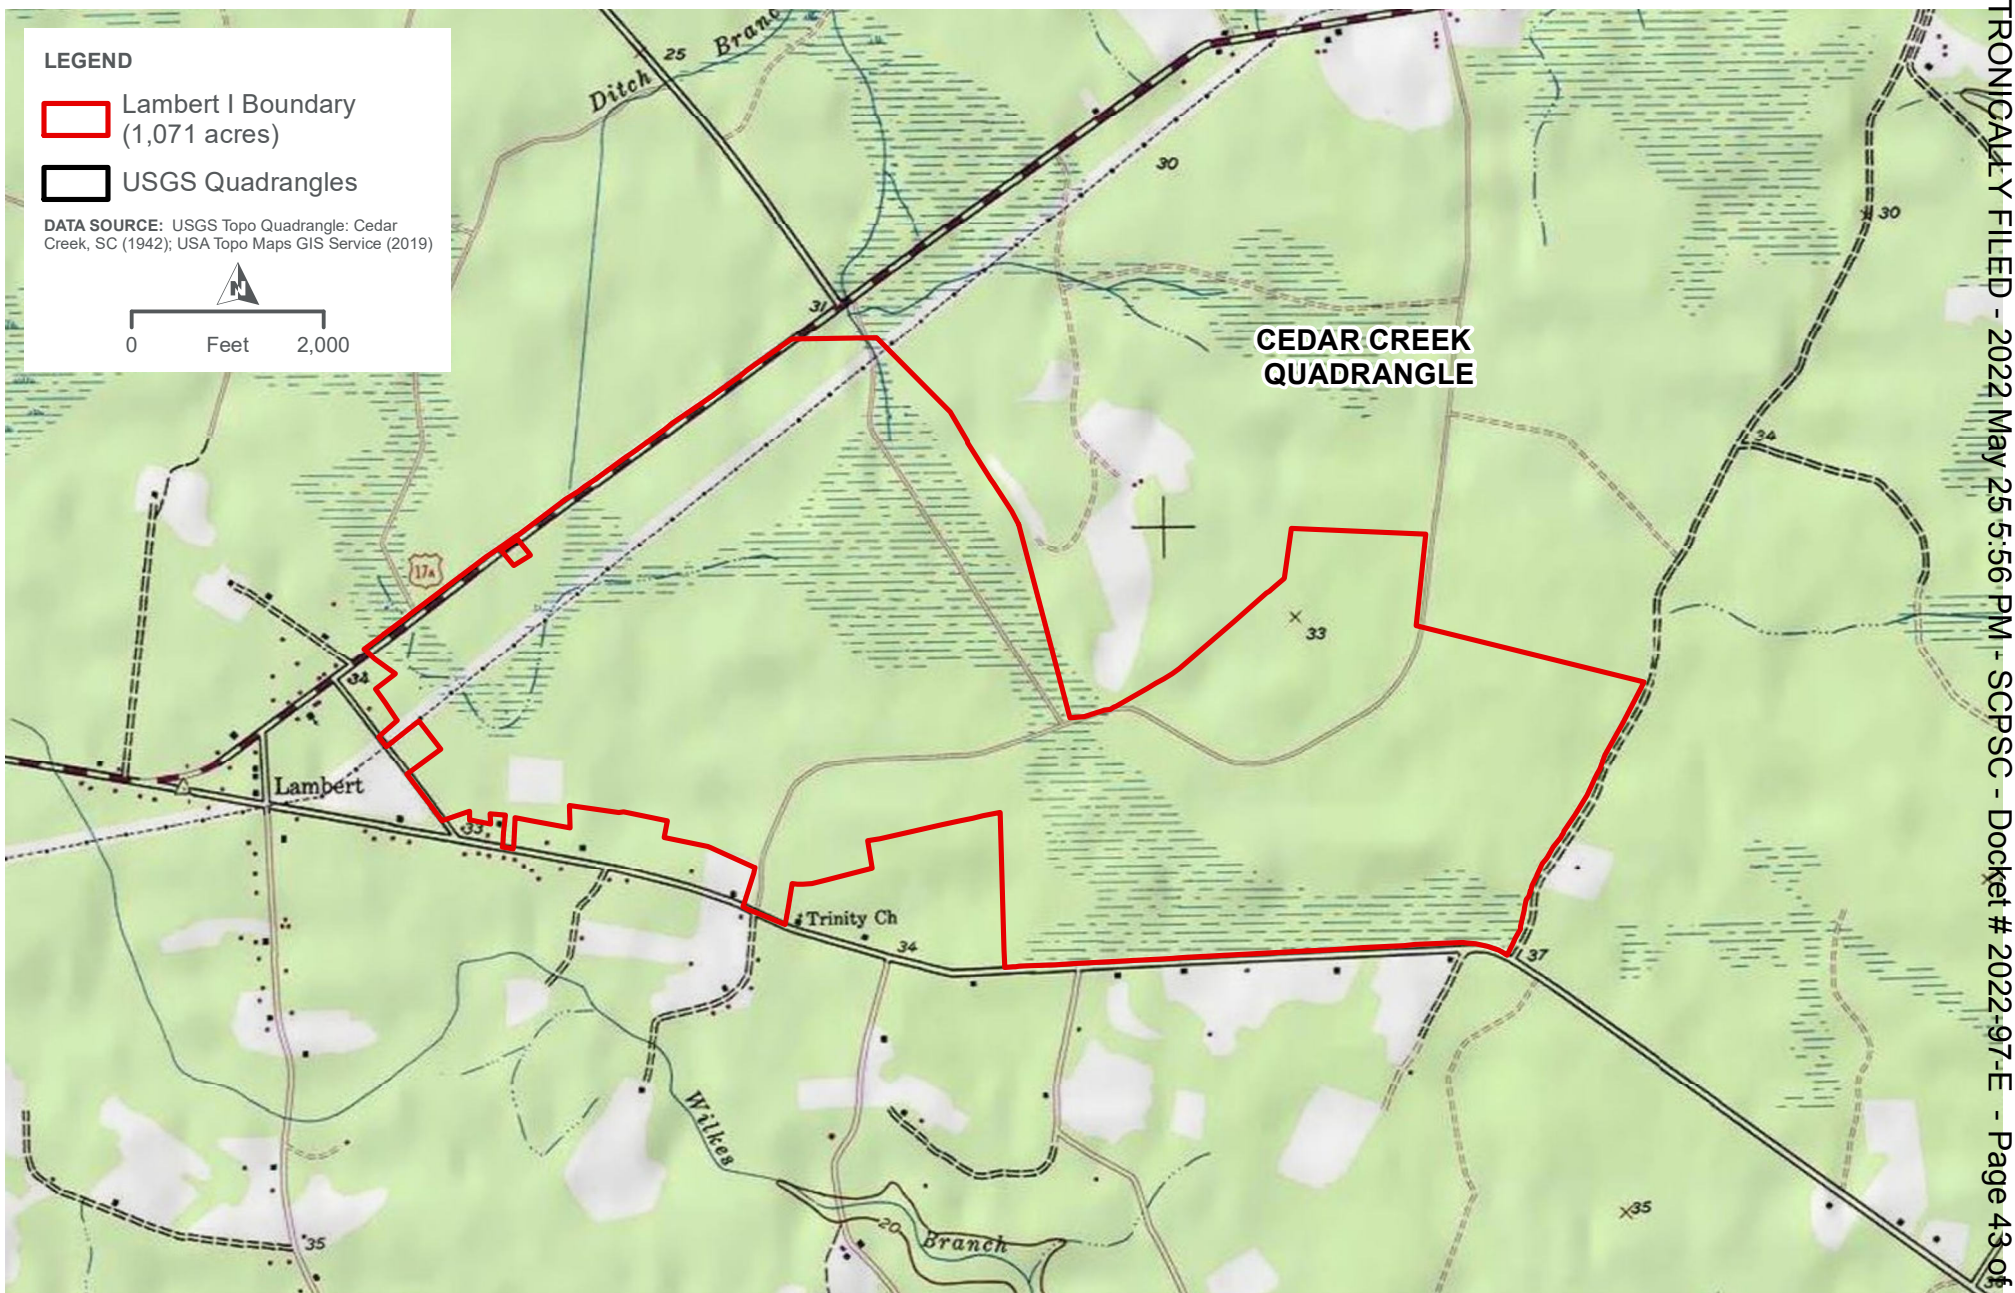 LEGEND
Lambert I Boundary
(1,071 acres)
USGS Quadrangles
DATA SOURCE: USGS Topo Quadrangle: Cedar
Creek, SC (1942); USA Topo Maps GIS Service (2019)
N
0 Feet 2,000
Ditch Branc
25
30
30
31
CEDAR CREEK
QUADRANGLE
24
17A
33
34
Lambert
33
Trinity Ch
34
37
Wilkes
Branch
20
35
35
TRONICALLY FILED - 2022 May 25 5:56 PM - SCPSC - Docket # 2022-97-E - Page 43 of